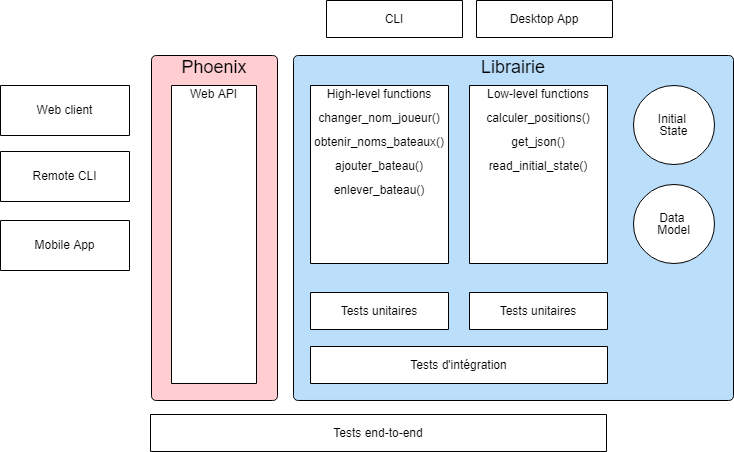 CLI
Desktop App
Phoenix
Librairie
Web client
Remote CLI
Mobile App
Web API
High-level functions
changer_nom_joueur()
obtenir_noms_bateaux()
ajouter_bateau()
enlever_bateau()
Low-level functions
calculer_positions()
get_json()
read_initial_state()
Initial
State
Data
Model
Tests unitaires
Tests unitaires
Tests d'intégration
Tests end-to-end